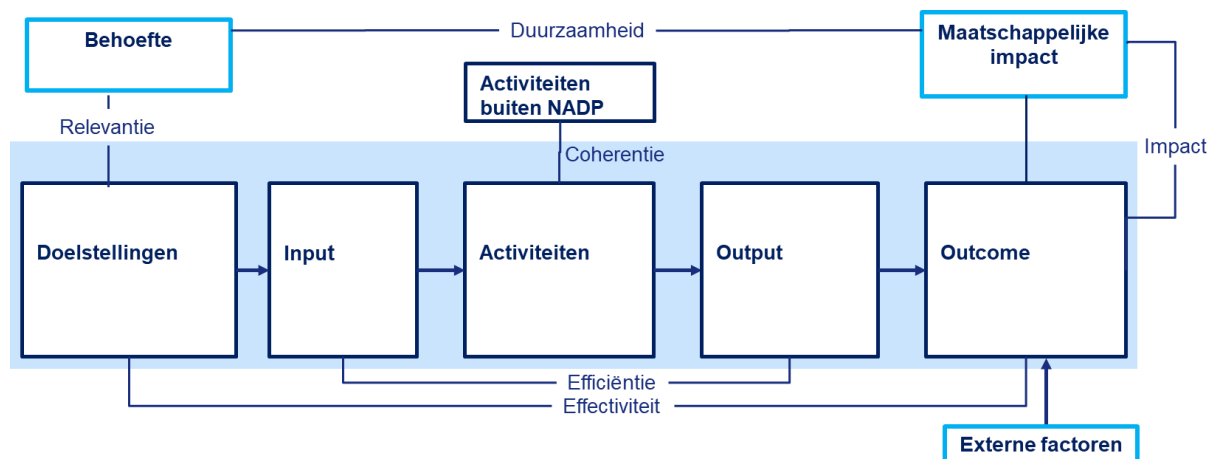 Behoefte
Duurzaamheid
Maatschappelijke
impact
Activiteiten
buiten NADP
Relevantie
Coherentie
Impact
Doelstellingen
Input
Activiteiten
Output
Outcome
Efficiëntie
Effectiviteit
Externe factoren